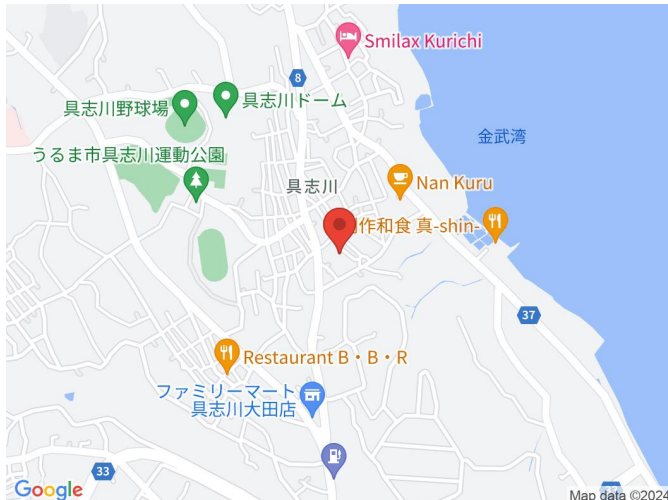 Smilax Kurichi
8
具志川野球場
具志川ドーム
金武湾
うるま市具志川運動公園
具志川
Nan Kuru
作和食 真-shin-
37
Restaurant B・B・R
ファミリーマート
具志川大田店
33
Google
Map data ©2024